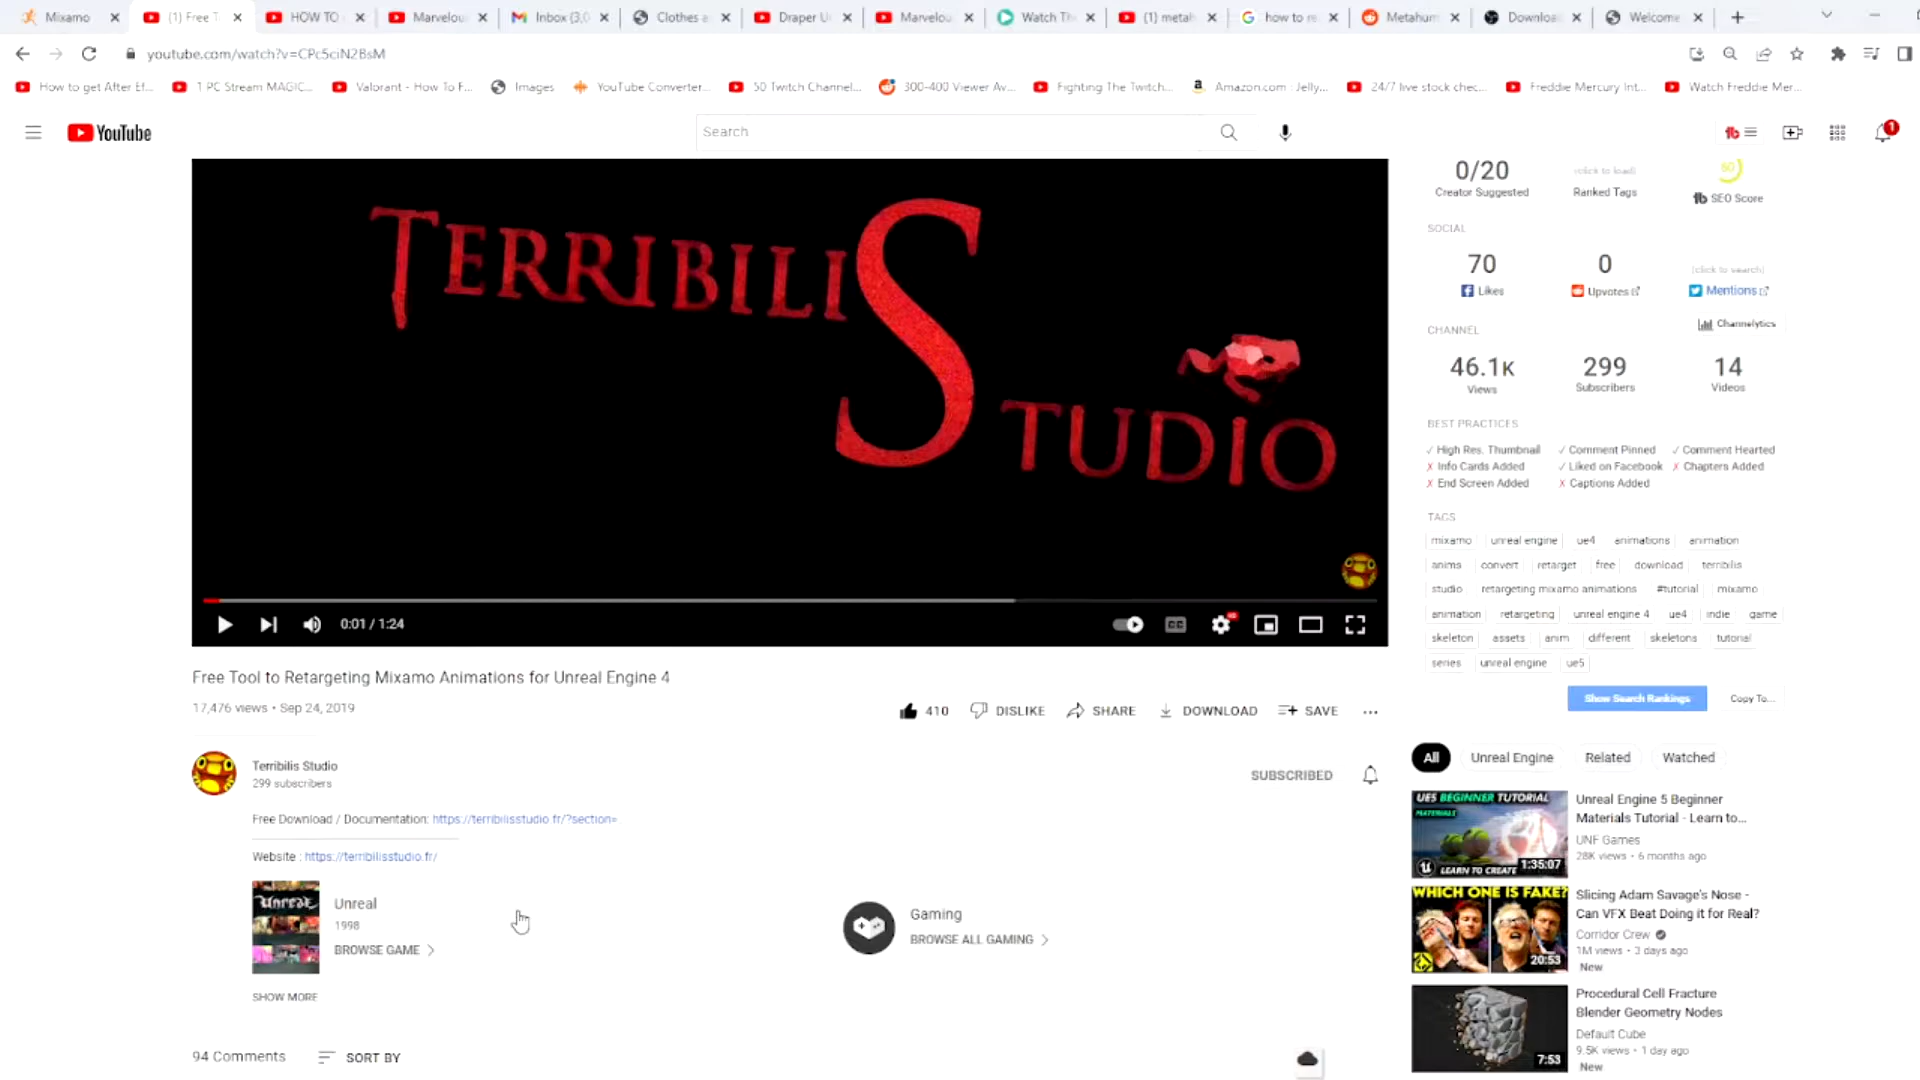 Mixamo
(1) Free T
HOW TO
Marvelou
Inbox (3,0
Clothes a
Draper U
Marvelou
Watch Th
(1) metah
how to re
Metahum
Downloa
Welcome
youtube.com/watch?v=CPc5ciN2BsM
How to get After Ef...
1 PC Stream MAGIC...
Valorant - How To F...
Images
YouTube Converter...
50 Twitch Channel...
300-400 Viewer Av...
Fighting The Twitch...
Amazon.com : Jelly...
24/7 live stock chec...
Freddie Mercury Int...
Watch Freddie Mer...
YouTube
Search
1
TERRIBILIS
STUDIO
0:01 / 1:24
Free Tool to Retargeting Mixamo Animations for Unreal Engine 4
17,476 views • Sep 24, 2019
410
DISLIKE
SHARE
DOWNLOAD
SAVE
Terribilis Studio
299 subscribers
SUBSCRIBED
Free Download / Documentation: https://terribilisstudio.fr/?section=
Website : https://terribilisstudio.fr/
Unreal
1998
BROWSE GAME
Gaming
BROWSE ALL GAMING
SHOW MORE
94 Comments
SORT BY
0/20
Creator Suggested
(click to load)
Ranked Tags
60
SEO Score
SOCIAL
70
Likes
0
Upvotes
(click to search)
Mentions
CHANNEL
Channelytics
46.1K
Views
299
Subscribers
14
Videos
BEST PRACTICES
✓ High Res. Thumbnail ✓ Comment Pinned ✓ Comment Hearted
✗ Info Cards Added ✓ Liked on Facebook ✗ Chapters Added
✗ End Screen Added ✗ Captions Added
TAGS
mixamo unreal engine ue4 animations animation
anims convert retarget free download terribilis
studio retargeting mixamo animations #tutorial mixamo
animation retargeting unreal engine 4 ue4 indie game
skeleton assets anim different skeletons tutorial
series unreal engine ue5
Show Search Rankings
Copy To...
All
Unreal Engine
Related
Watched
UE5 BEGINNER TUTORIAL
MATERIALS
LEARN TO CREATE
1:35:07
Unreal Engine 5 Beginner
Materials Tutorial - Learn to...
UNF Games
28K views • 6 months ago
WHICH ONE IS FAKE?
20:53
Slicing Adam Savage's Nose -
Can VFX Beat Doing it for Real?
Corridor Crew
1M views • 3 days ago
New
7:53
Procedural Cell Fracture
Blender Geometry Nodes
Default Cube
9.5K views • 1 day ago
New